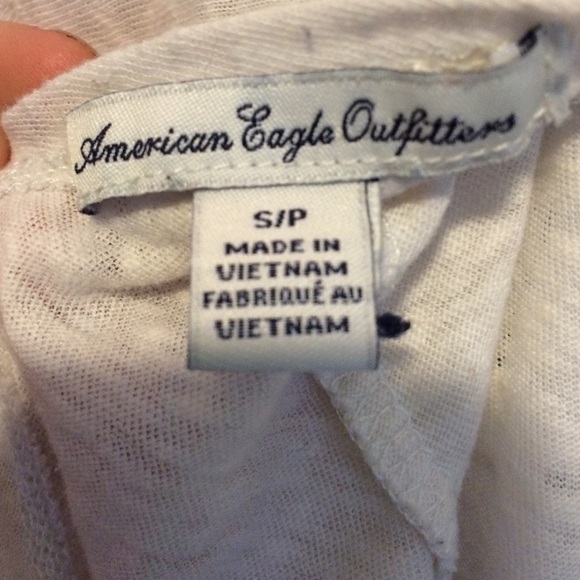 American Eagle Outfitters
S/P
MADE IN
VIETNAM
FABRIQUÉ AU
VIETNAM